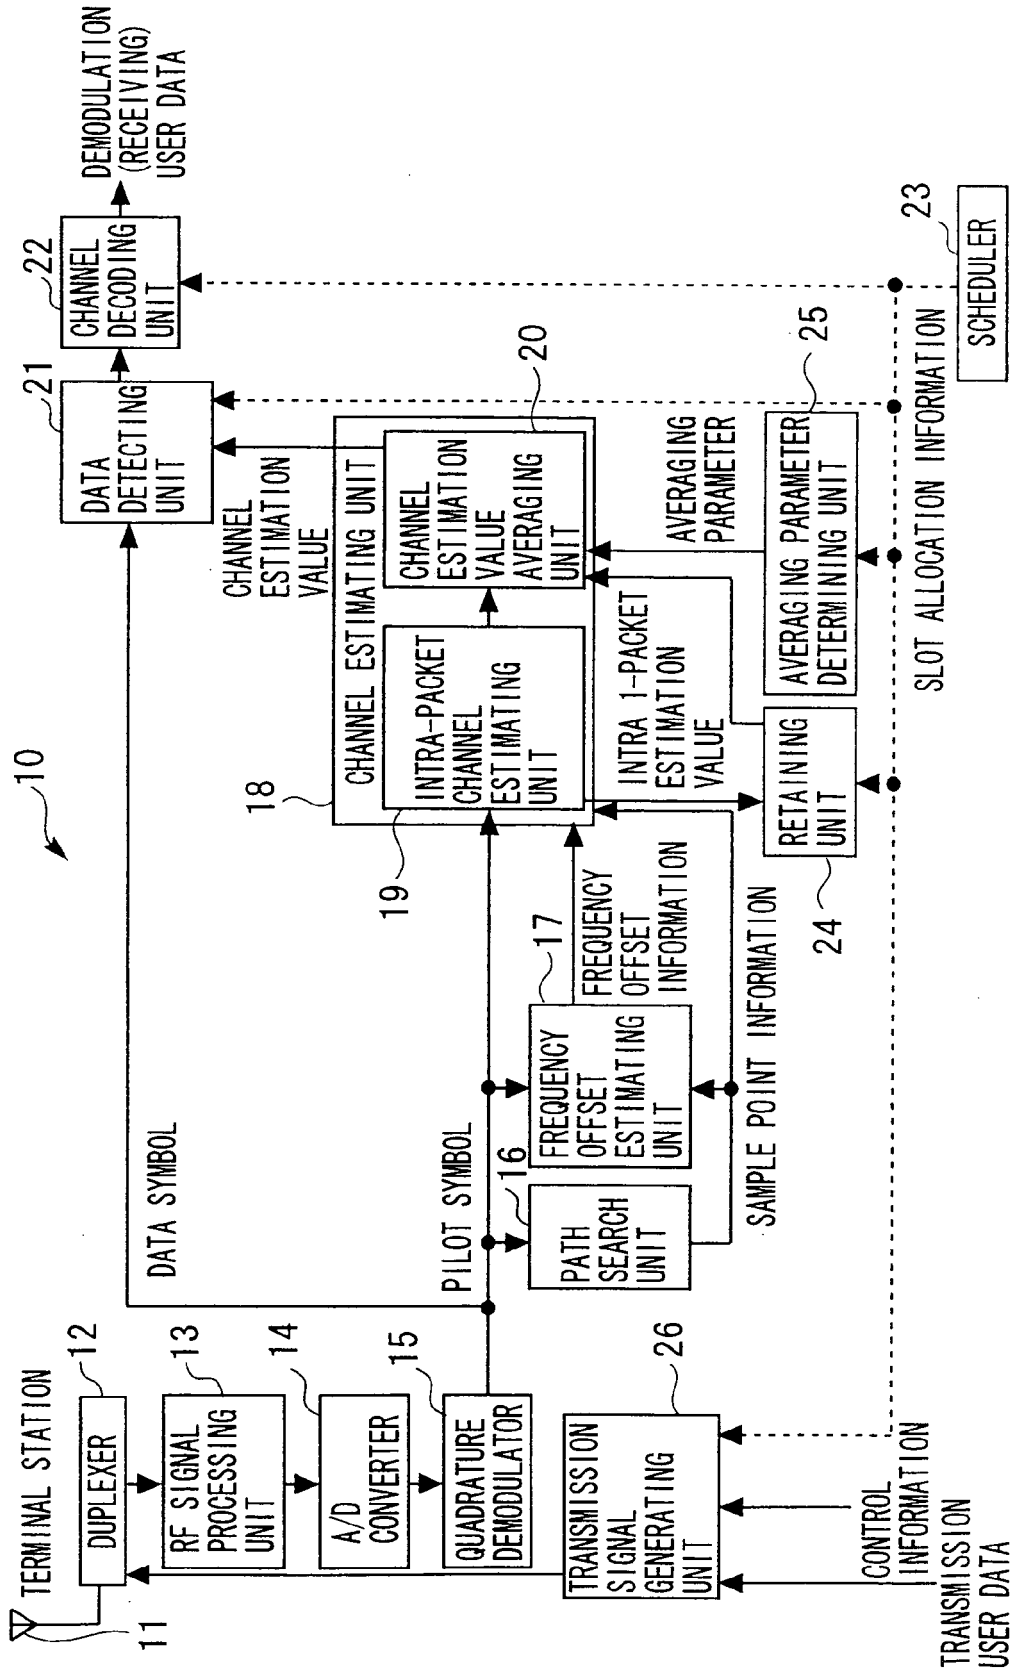 10
TERMINAL STATION
11
12
DUPLEXER
13
RF SIGNAL
PROCESSING
UNIT
14
A/D
CONVERTER
15
QUADRATURE
DEMODULATOR
26
TRANSMISSION
SIGNAL
GENERATING
UNIT
CONTROL
INFORMATION
TRANSMISSION
USER DATA
DATA SYMBOL
PILOT SYMBOL
16
PATH
SEARCH
UNIT
17
FREQUENCY
OFFSET
ESTIMATING
UNIT
FREQUENCY
OFFSET
INFORMATION
SAMPLE POINT INFORMATION
18
CHANNEL ESTIMATING UNIT
19
INTRA-PACKET
CHANNEL
ESTIMATING
UNIT
20
CHANNEL
ESTIMATION
VALUE
AVERAGING
UNIT
CHANNEL
ESTIMATION
VALUE
INTRA 1-PACKET
ESTIMATION
VALUE
AVERAGING
PARAMETER
24
RETAINING
UNIT
25
AVERAGING PARAMETER
DETERMINING UNIT
SLOT ALLOCATION INFORMATION
21
DATA
DETECTING
UNIT
22
CHANNEL
DECODING
UNIT
DEMODULATION
(RECEIVING)
USER DATA
23
SCHEDULER